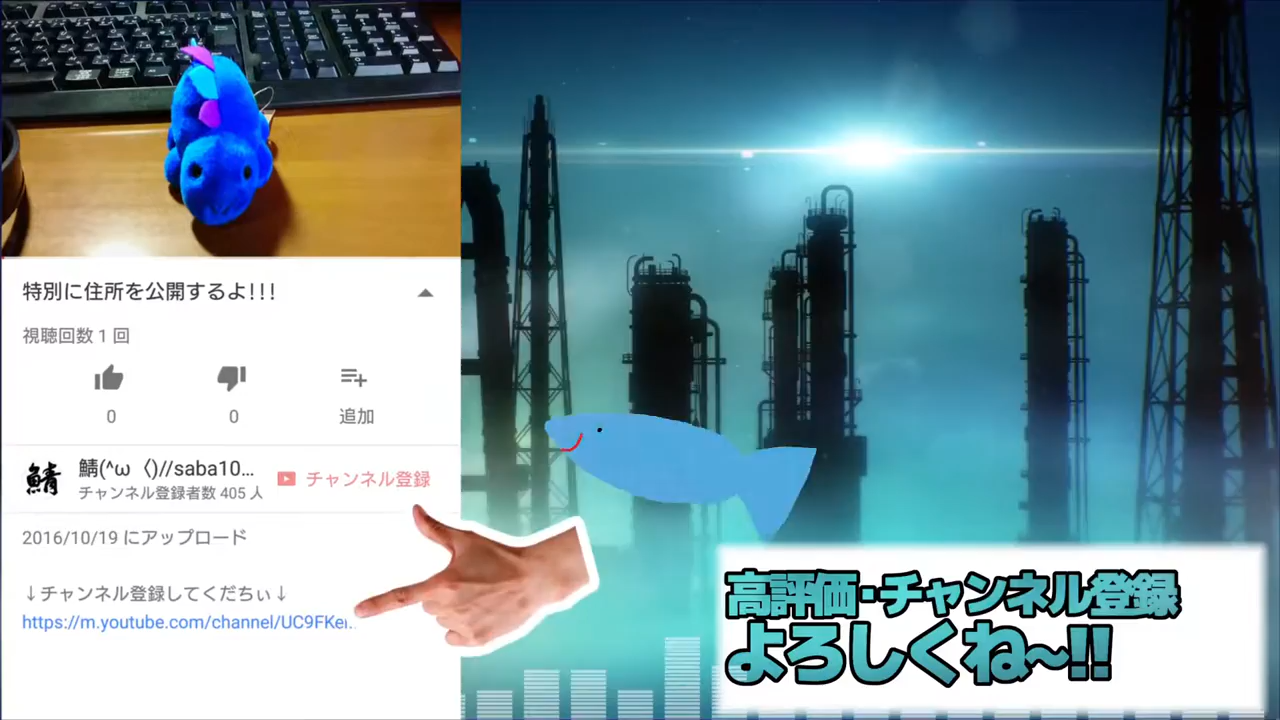 特別に住所を公開するよ!!!
視聴回数 1 回
0
0
追加
鯖
鯖(^ω〈)//saba10...
チャンネル登録
チャンネル登録者数 405 人
2016/10/19 にアップロード
↓チャンネル登録してくだちぃ↓
https://m.youtube.com/channel/UC9FKei...
高評価・チャンネル登録
よろしくね~!!